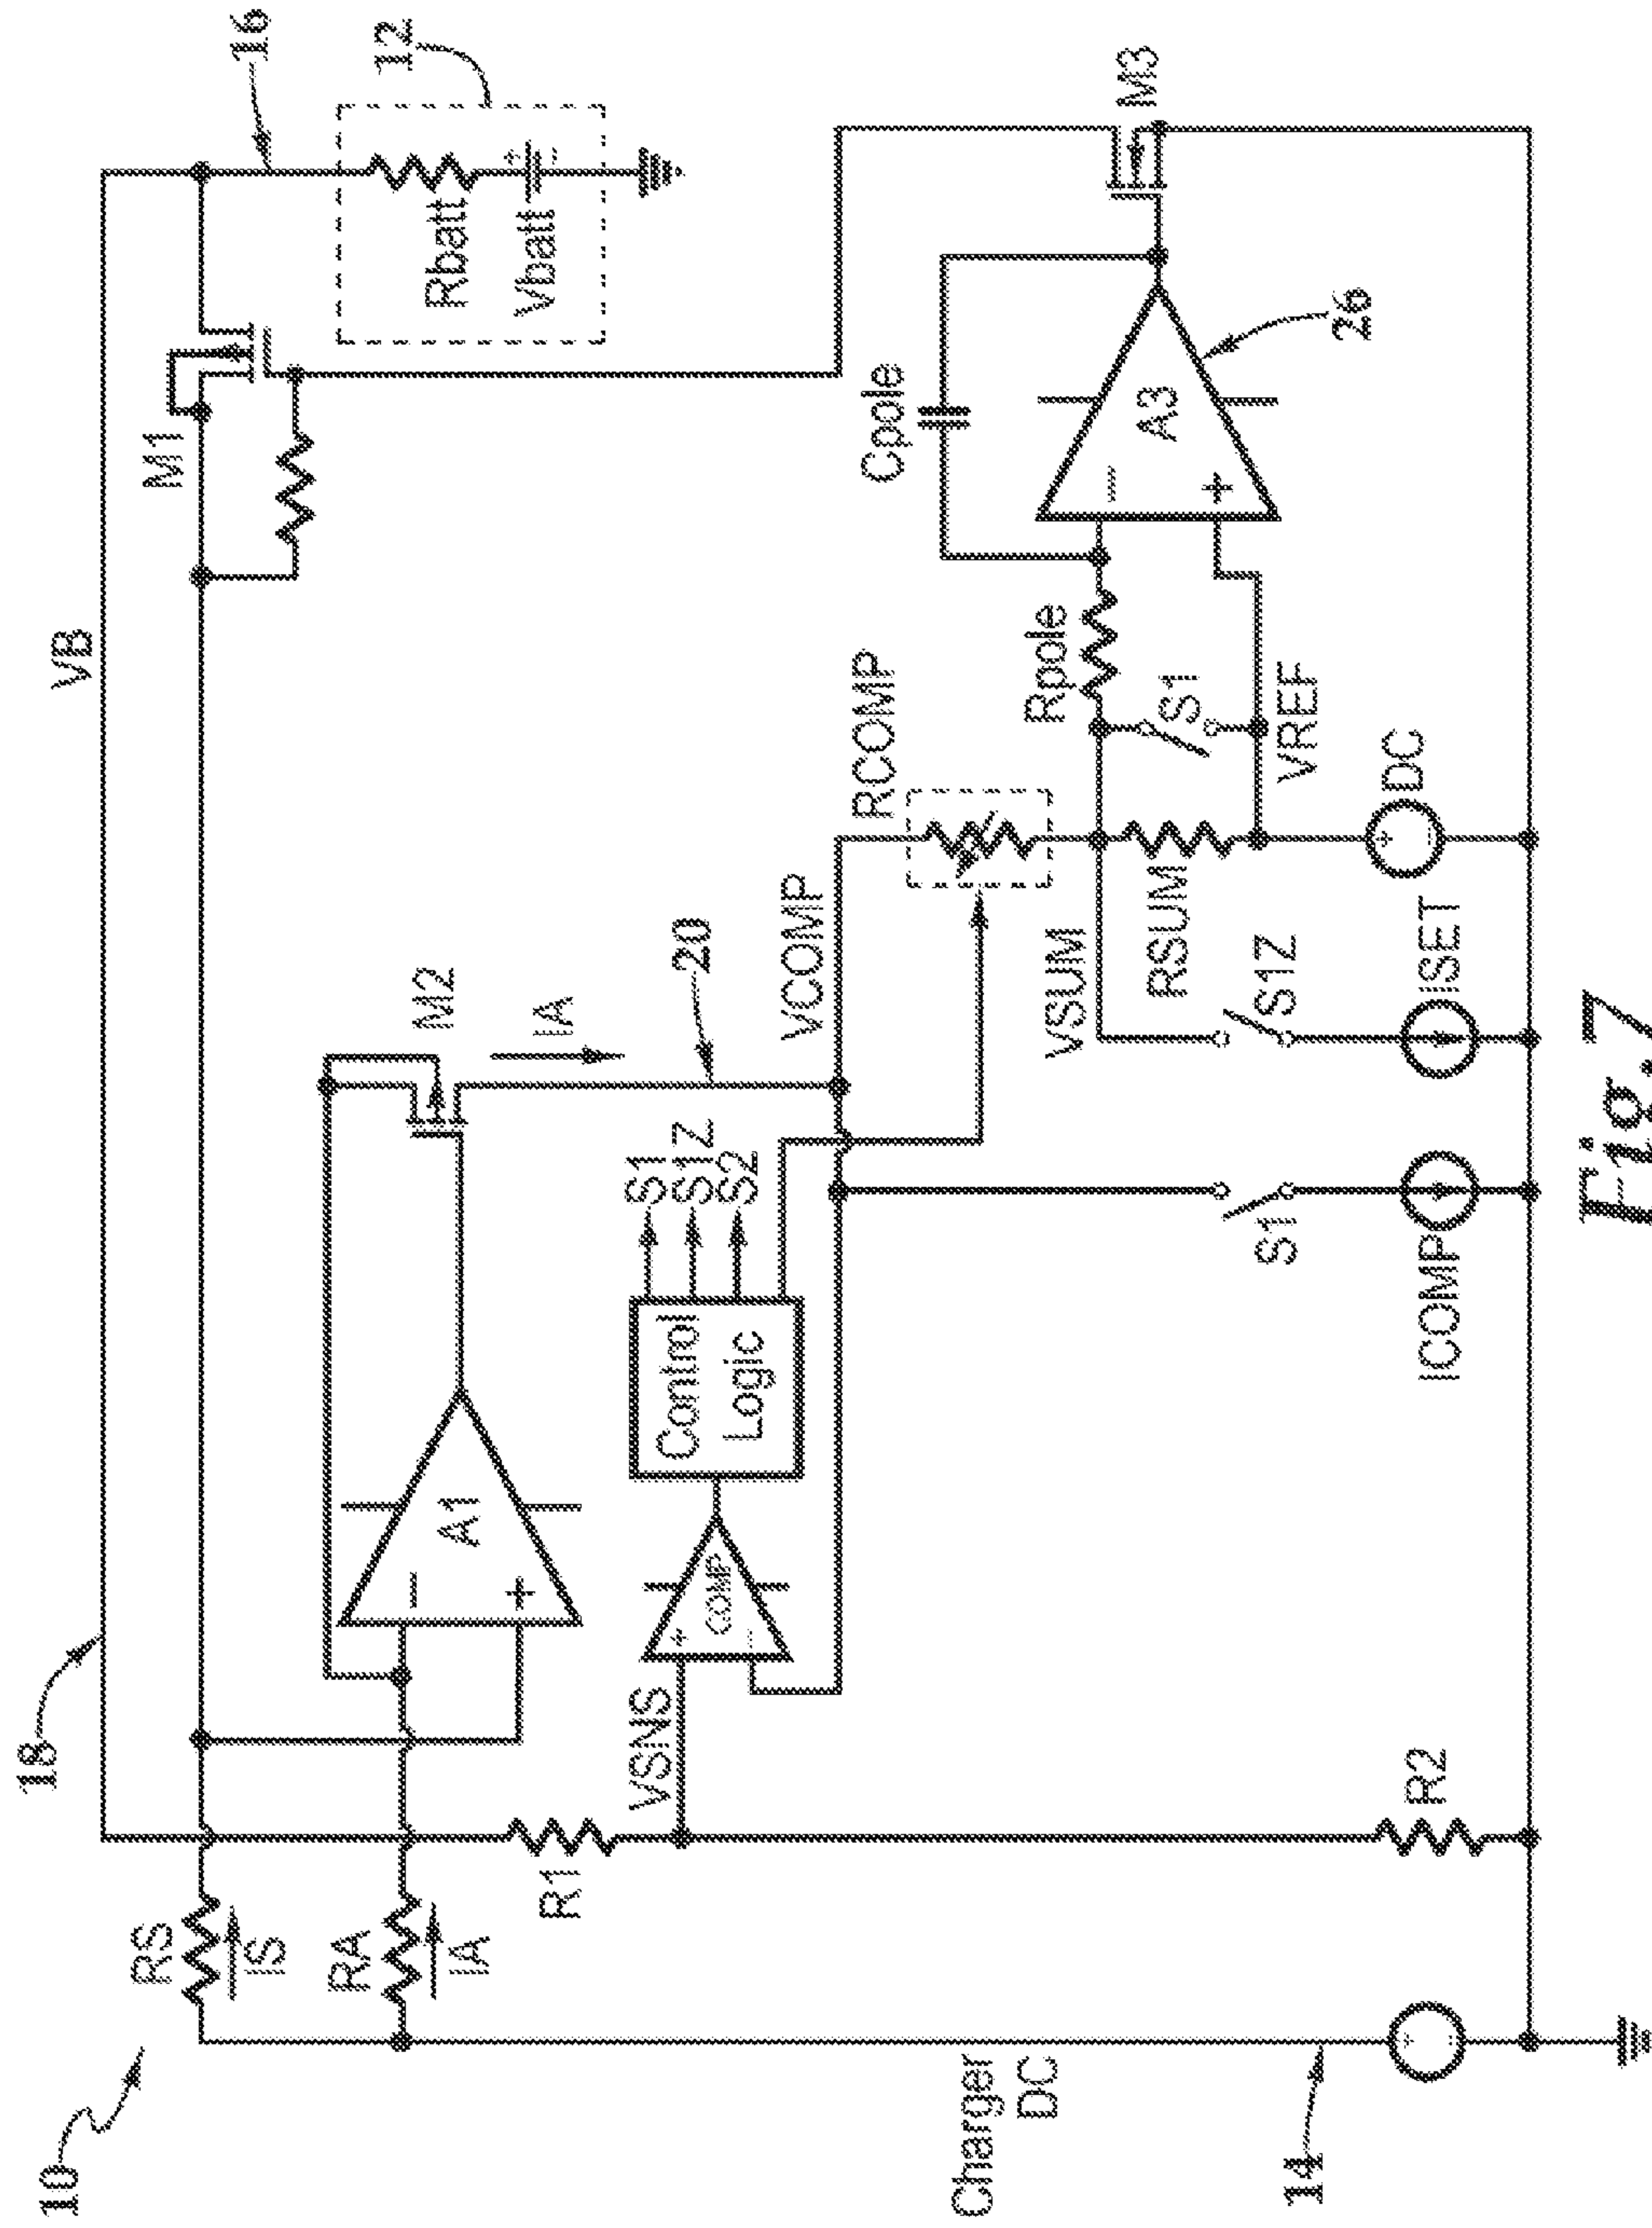 10
18
VB
16
12
RS
IS
M1
Rbatt
Vbatt
+
−
RA
IA
A1
−
+
M2
IA
20
R1
VSNS
COMP
+
−
Control
Logic
S1
S1Z
S2
VCOMP
RCOMP
Cpole
Rpole
A3
−
+
26
M3
VSUM
RSUM
S1
VREF
S1
S1Z
Charger
DC
14
R2
ICOMP
ISET
DC
Fig.7